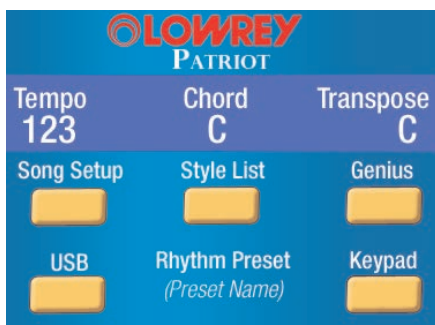 LOWREY
PATRIOT
Tempo Chord Transpose
123 C C
Song Setup Style List Genius
USB Rhythm Preset Keypad
(Preset Name)